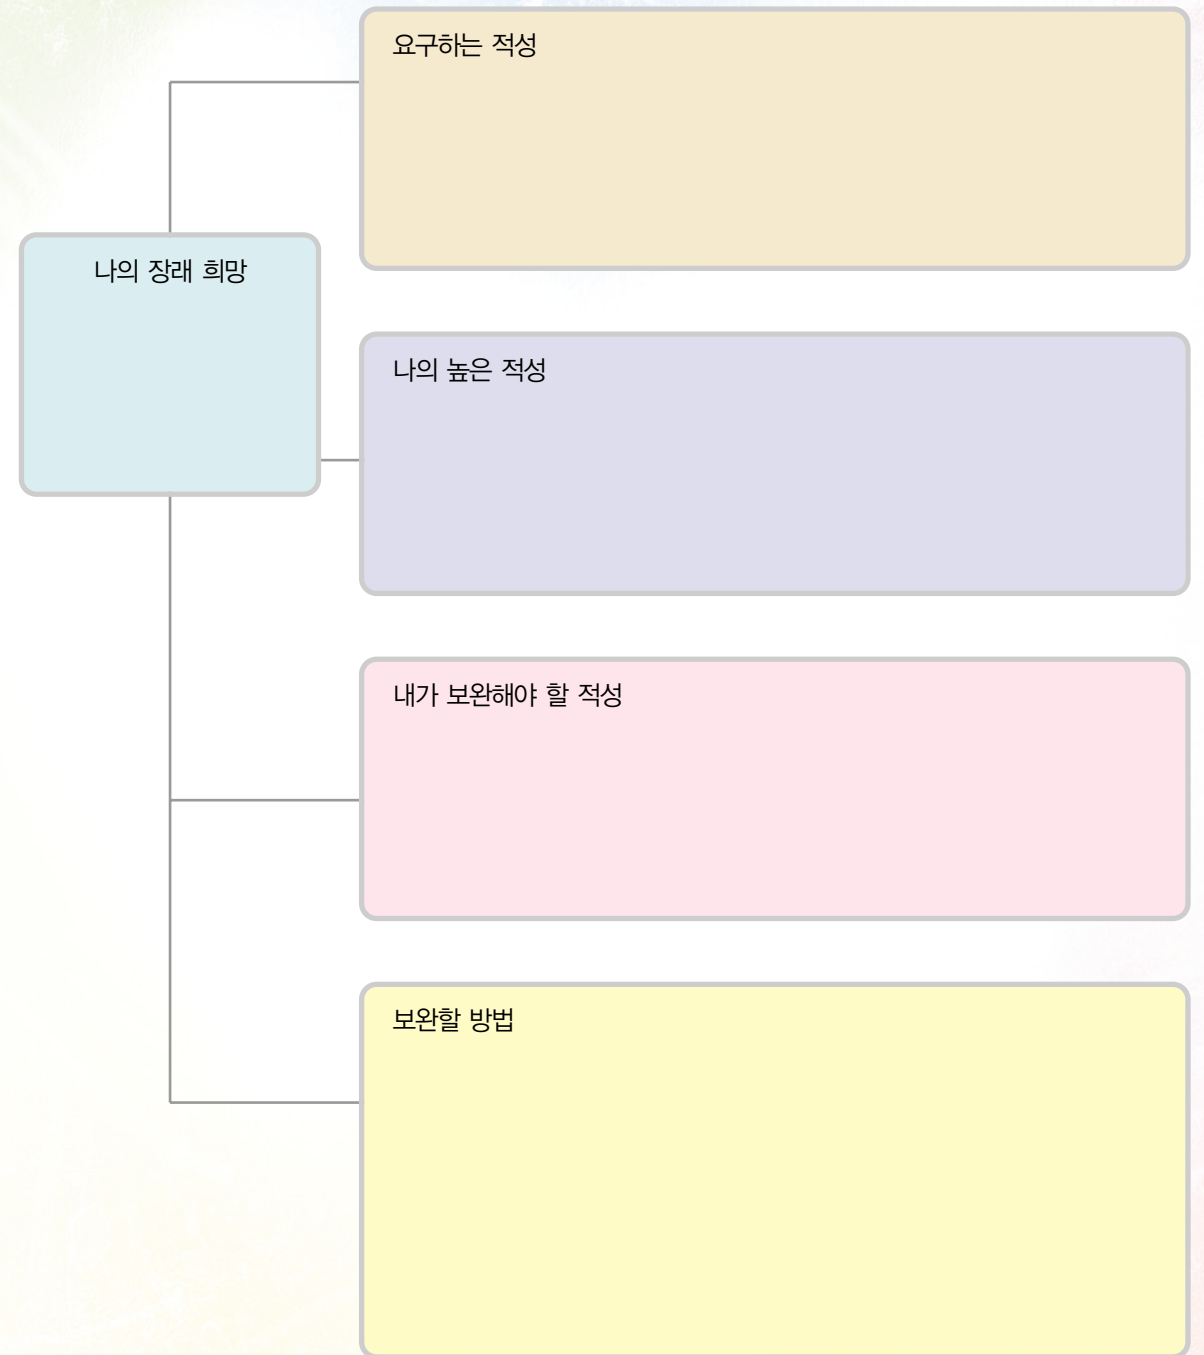 요구하는 적성
나의 장래 희망
나의 높은 적성
내가 보완해야 할 적성
보완할 방법